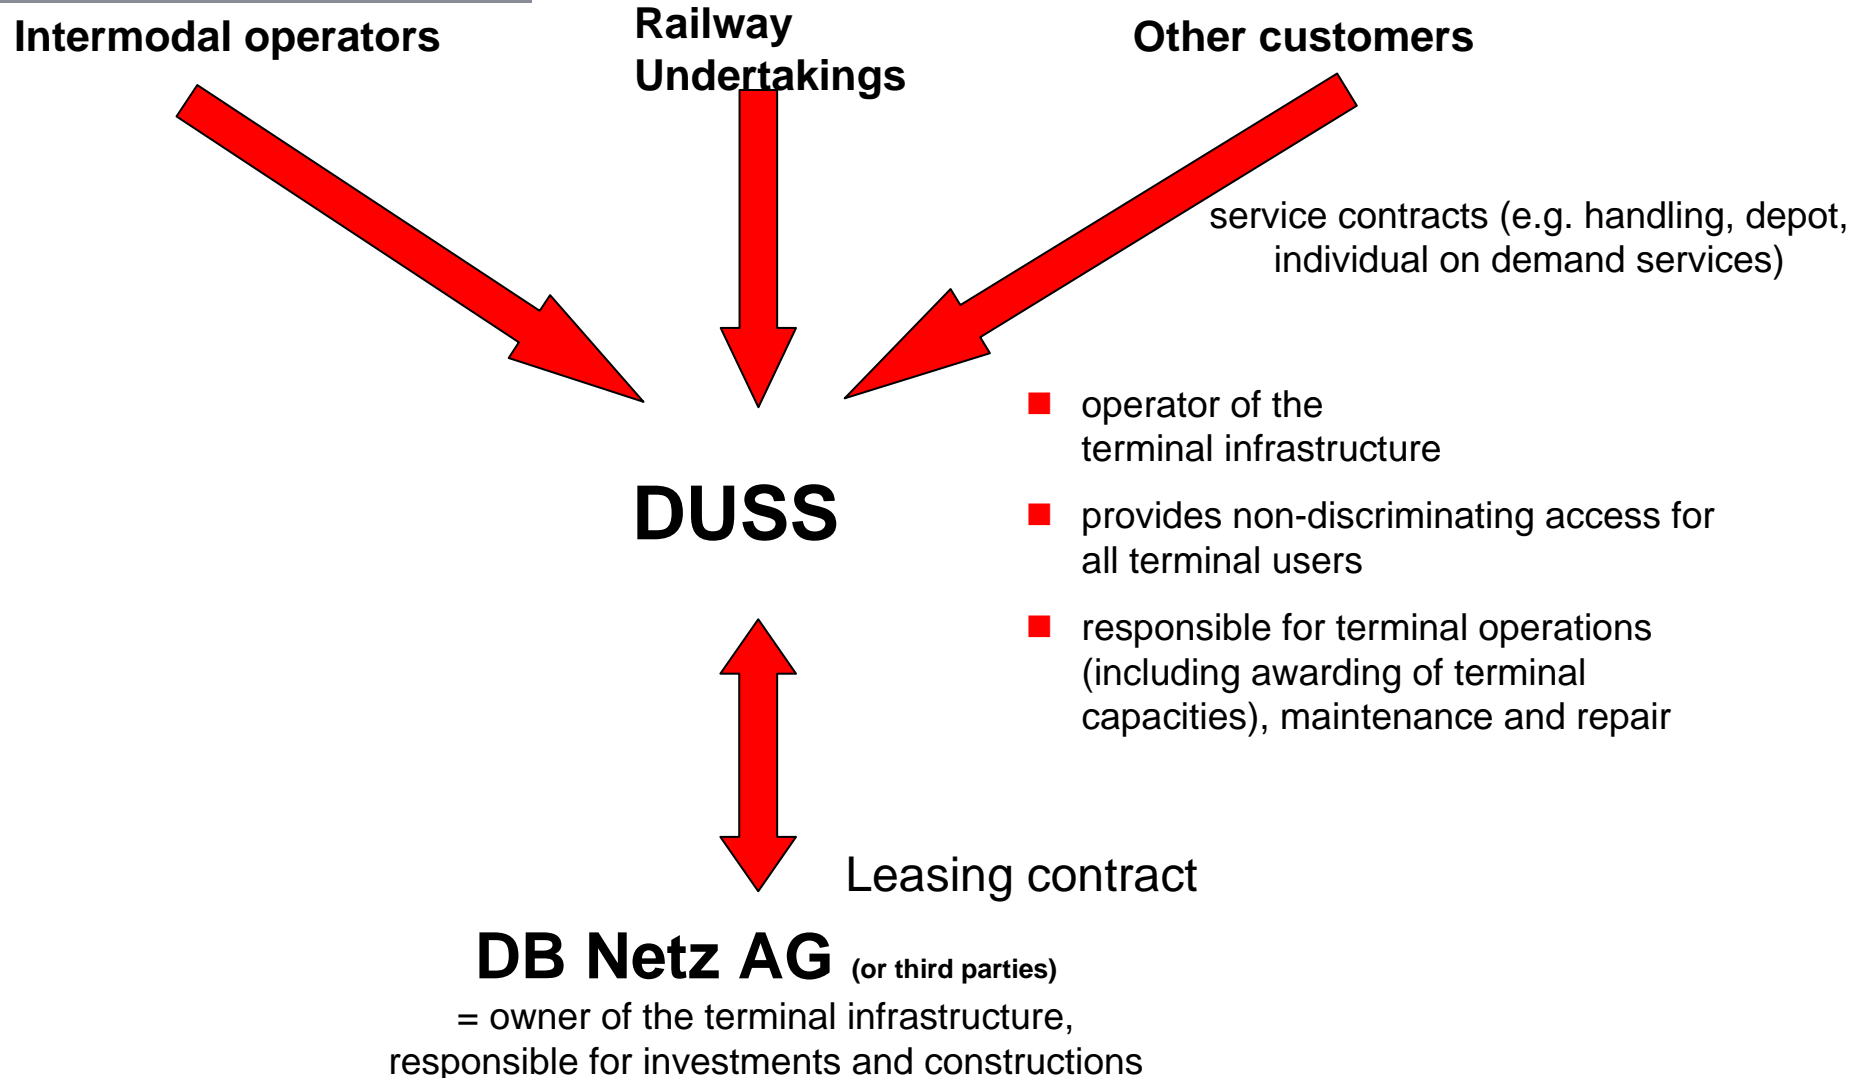 Intermodal operators
Railway
Undertakings
Other customers
service contracts (e.g. handling, depot,
individual on demand services)
DUSS
operator of the
terminal infrastructure
provides non-discriminating access for
all terminal users
responsible for terminal operations
(including awarding of terminal
capacities), maintenance and repair
Leasing contract
DB Netz AG (or third parties)
= owner of the terminal infrastructure,
responsible for investments and constructions